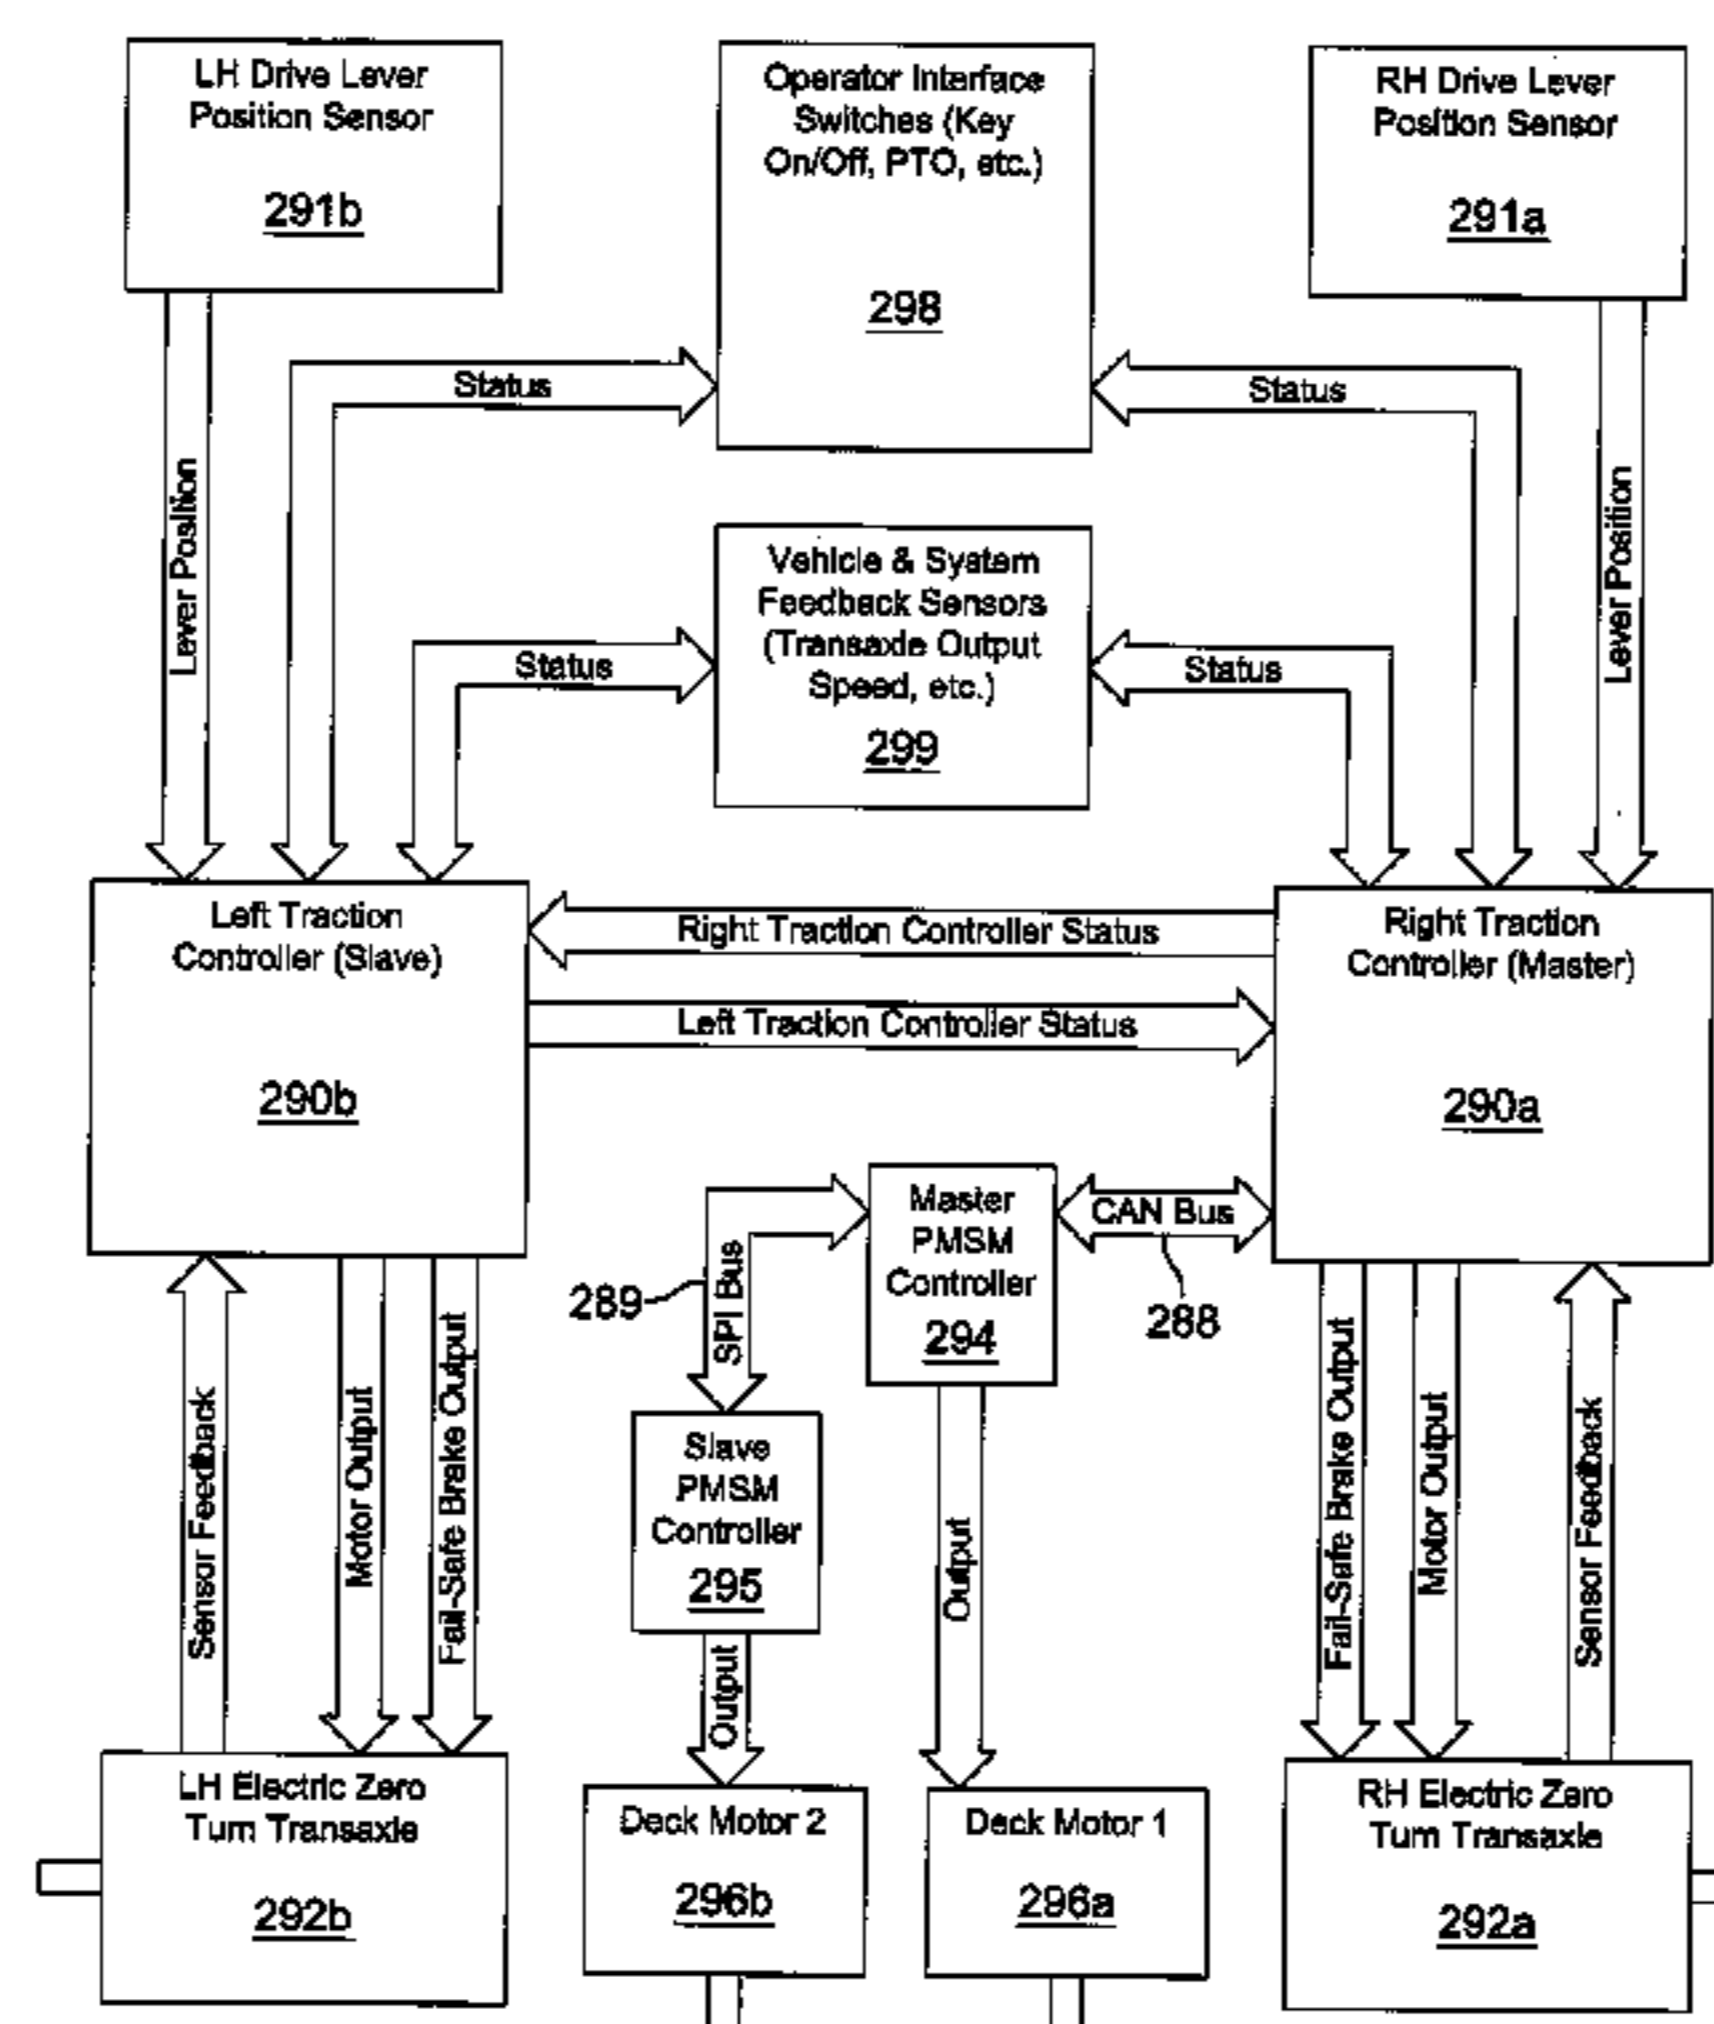 LH Drive Lever
Position Sensor
291b
Operator Interface
Switches (Key
On/Off, PTO, etc.)
298
RH Drive Lever
Position Sensor
291a
Status
Status
Lever Position
Lever Position
Vehicle & System
Feedback Sensors
(Transaxle Output
Speed, etc.)
299
Status
Status
Left Traction
Controller (Slave)
290b
Right Traction Controller Status
Left Traction Controller Status
Right Traction
Controller (Master)
290a
Master
PMSM
Controller
294
CAN Bus
288
SPI Bus
289
Slave
PMSM
Controller
295
Sensor Feedback
Motor Output
Fail-Safe Brake Output
Output
Output
Fail-Safe Brake Output
Motor Output
Sensor Feedback
LH Electric Zero
Turn Transaxle
292b
Deck Motor 2
296b
Deck Motor 1
296a
RH Electric Zero
Turn Transaxle
292a